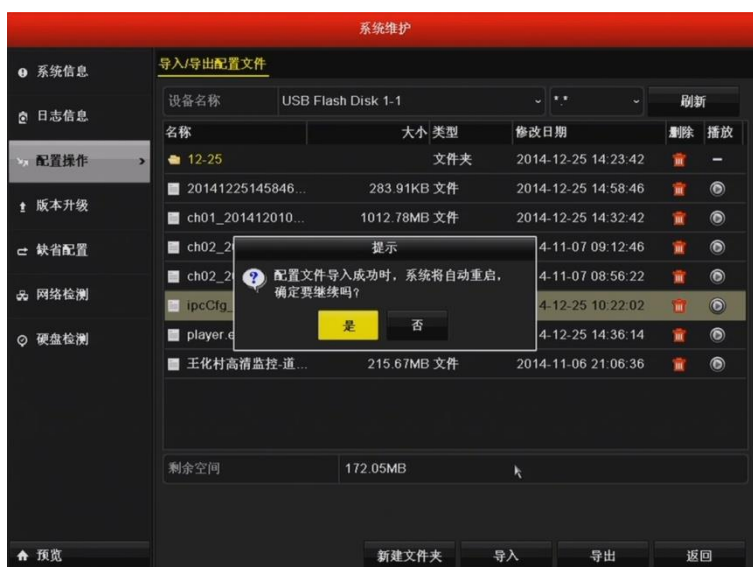 系统维护
系统信息
日志信息
配置操作
版本升级
缺省配置
网络检测
硬盘检测
预览
导入/导出配置文件
设备名称 USB Flash Disk 1-1 *.* 刷新
名称 大小 类型 修改日期 删除 播放
12-25 文件夹 2014-12-25 14:23:42
20141225145846... 283.91KB 文件 2014-12-25 14:58:46
ch01_201412010... 1012.78MB 文件 2014-12-25 14:32:42
ch02_2 4-11-07 09:12:46
ch02_2 4-11-07 08:56:22
ipcCfg_ 4-12-25 10:22:02
player.e 4-12-25 14:36:14
王化村高清监控-道... 215.67MB 文件 2014-11-06 21:06:36
提示
配置文件导入成功时，系统将自动重启，
确定要继续吗？
是 否
剩余空间 172.05MB
新建文件夹 导入 导出 返回